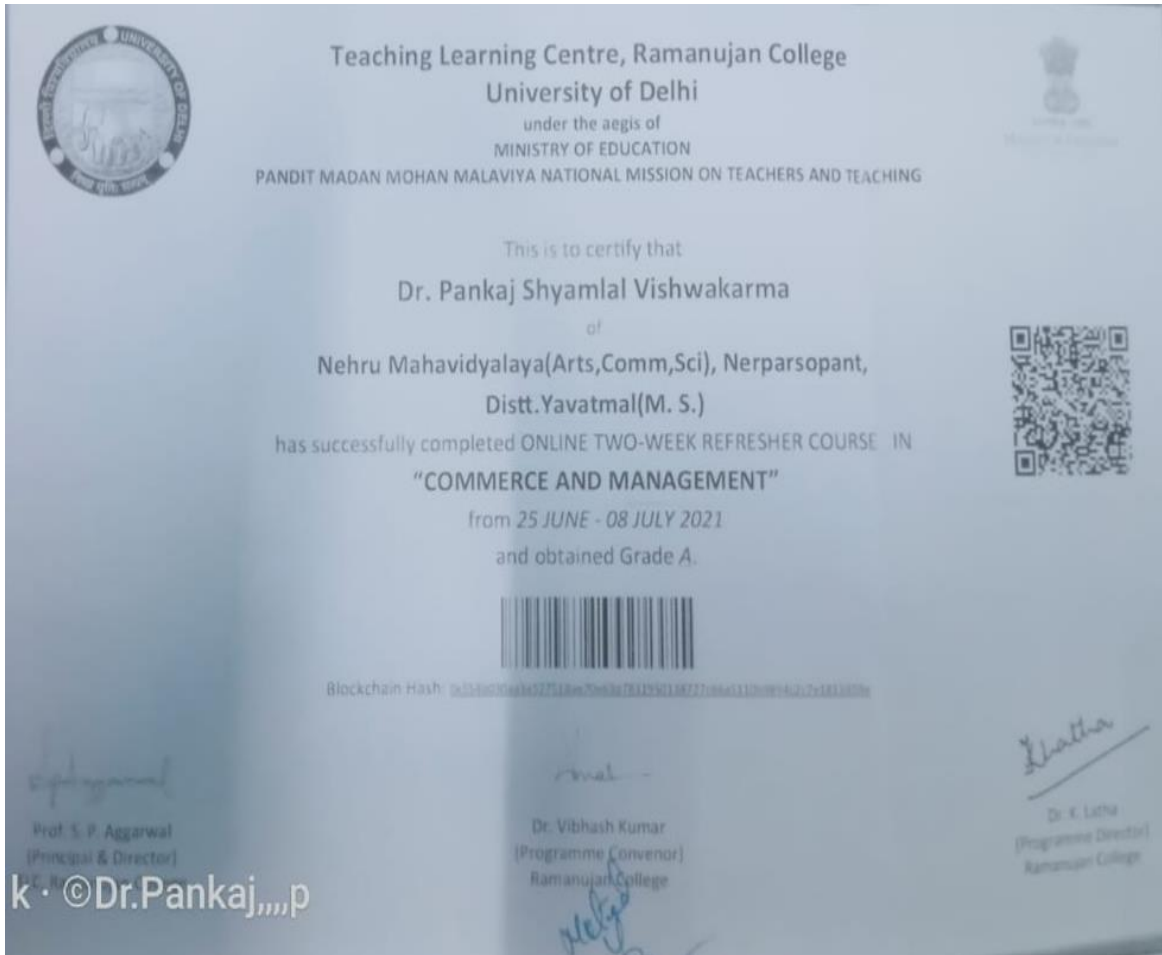 UNIVERSITY OF DELHI
Teaching Learning Centre, Ramanujan College
University of Delhi
under the aegis of
MINISTRY OF EDUCATION
PANDIT MADAN MOHAN MALAVIYA NATIONAL MISSION ON TEACHERS AND TEACHING
This is to certify that
Dr. Pankaj Shyamlal Vishwakarma
of
Nehru Mahavidyalaya(Arts,Comm,Sci), Nerparsopant,
Distt.Yavatmal(M. S.)
has successfully completed ONLINE TWO-WEEK REFRESHER COURSE IN
"COMMERCE AND MANAGEMENT"
from 25 JUNE - 08 JULY 2021
and obtained Grade A.
Blockchain Hash:
Prof. S. P. Aggarwal
(Principal & Director)
Dr. Vibhash Kumar
(Programme Convenor)
Ramanujan College
Dr. K. Latha
(Programme Director)
Ramanujan College
k · ©Dr.Pankaj,,,,p